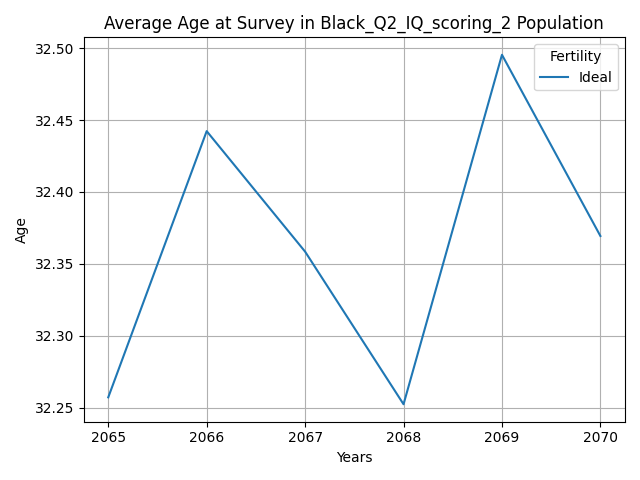 Average Age at Survey in Black_Q2_IQ_scoring_2 Population
Fertility
Ideal
32.50
32.45
32.40
32.35
32.30
32.25
Age
2065 2066 2067 2068 2069 2070
Years